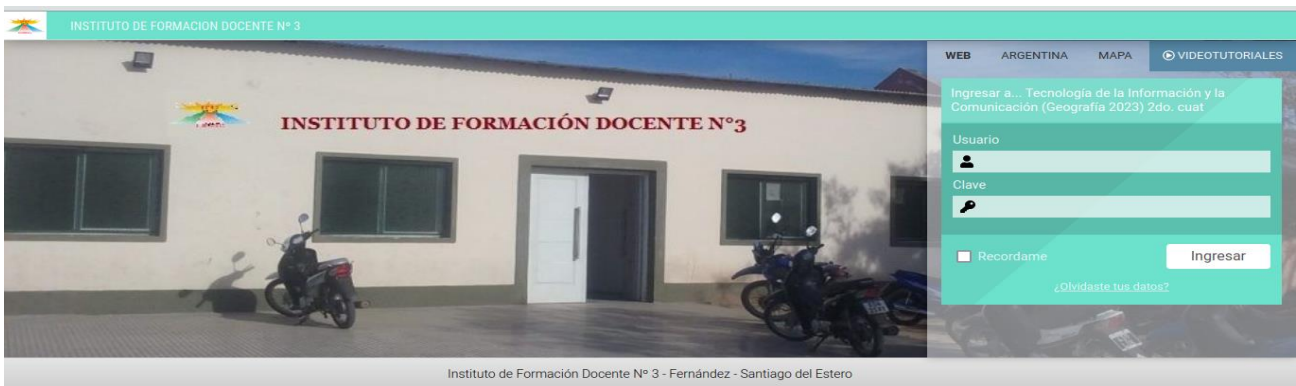 INSTITUTO DE FORMACION DOCENTE N° 3
WEB ARGENTINA MAPA VIDEOTUTORIALES
INSTITUTO DE FORMACIÓN DOCENTE N°3
Ingresar a... Tecnología de la Información y la
Comunicación (Geografía 2023) 2do. cuat
Usuario
Clave
Recordame
Ingresar
¿Olvidaste tus datos?
Instituto de Formación Docente Nº 3 - Fernández - Santiago del Estero